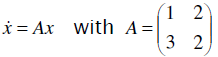 ẋ = Ax with A = (1 2
3 2)